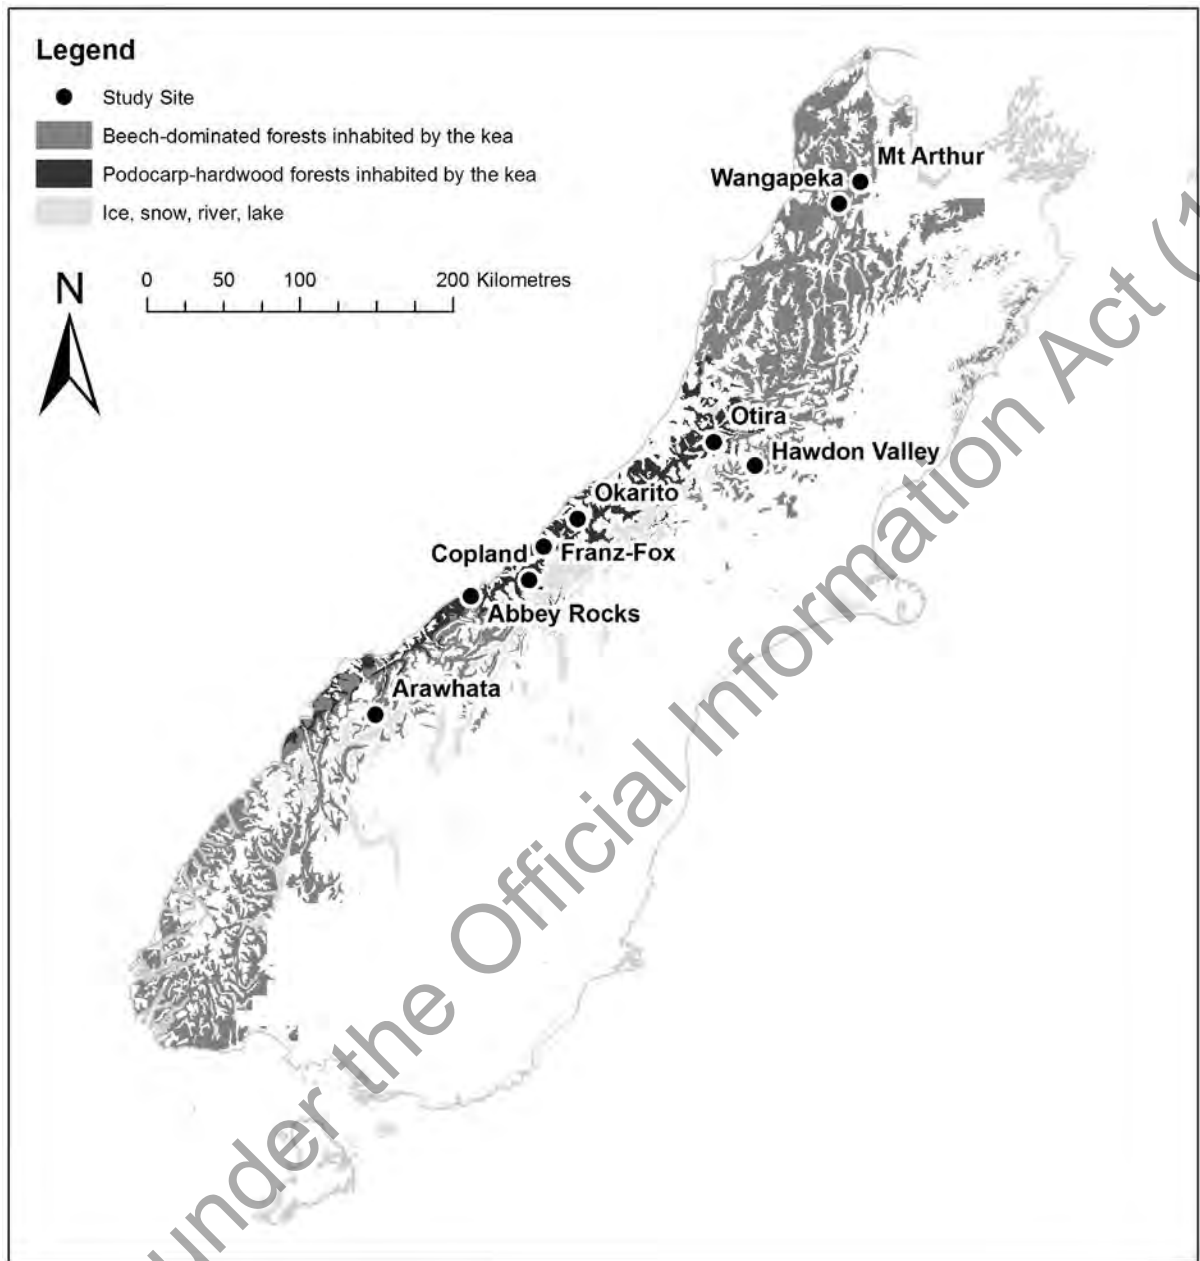 Legend
Study Site
Beech-dominated forests inhabited by the kea
Podocarp-hardwood forests inhabited by the kea
Ice, snow, river, lake
N
0 50 100 200 Kilometres
Mt Arthur
Wangapeka
Otira
Hawdon Valley
Okarito
Franz-Fox
Copland
Abbey Rocks
Arawhata
under the Official Information Act (1